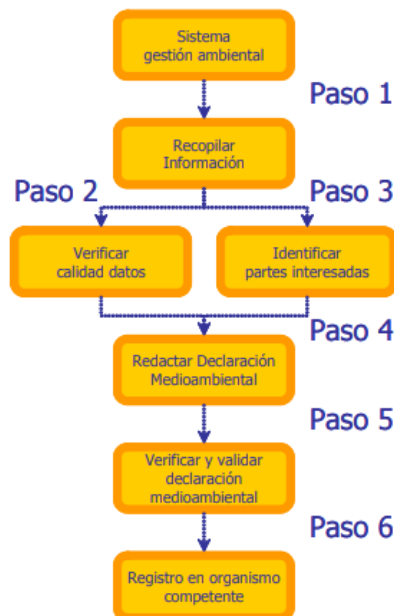 Sistema
gestión ambiental
Paso 1
Recopilar
Información
Paso 2
Paso 3
Verificar
calidad datos
Identificar
partes interesadas
Paso 4
Redactar Declaración
Medioambiental
Paso 5
Verificar y validar
declaración
medioambiental
Paso 6
Registro en organismo
competente